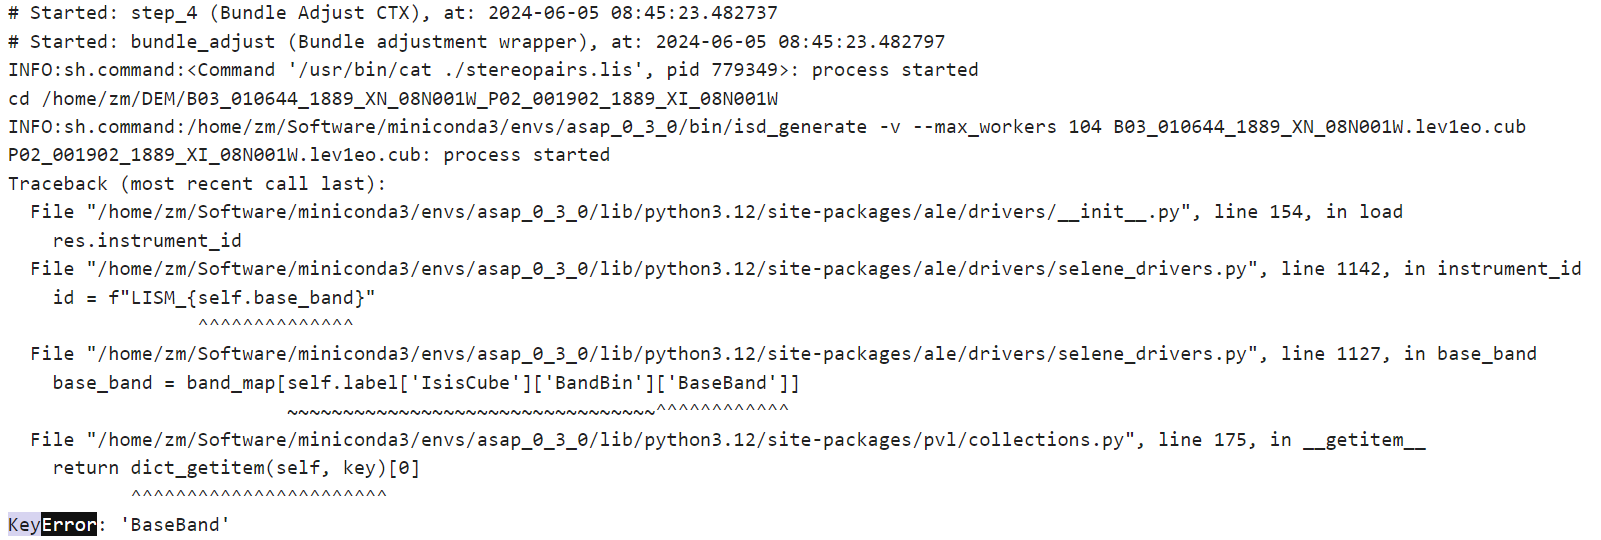 # Started: step_4 (Bundle Adjust CTX), at: 2024-06-05 08:45:23.482737
# Started: bundle_adjust (Bundle adjustment wrapper), at: 2024-06-05 08:45:23.482797
INFO:sh.command:<Command '/usr/bin/cat ./stereopairs.lis', pid 779349>: process started
cd /home/zm/DEM/B03_010644_1889_XN_08N001W_P02_001902_1889_XI_08N001W
INFO:sh.command:/home/zm/Software/miniconda3/envs/asap_0_3_0/bin/isd_generate -v --max_workers 104 B03_010644_1889_XN_08N001W.lev1eo.cub
P02_001902_1889_XI_08N001W.lev1eo.cub: process started
Traceback (most recent call last):
  File "/home/zm/Software/miniconda3/envs/asap_0_3_0/lib/python3.12/site-packages/ale/drivers/__init__.py", line 154, in load
    res.instrument_id
  File "/home/zm/Software/miniconda3/envs/asap_0_3_0/lib/python3.12/site-packages/ale/drivers/selene_drivers.py", line 1142, in instrument_id
    id = f"LISM_{self.base_band}"
                 ^^^^^^^^^^^^^^
  File "/home/zm/Software/miniconda3/envs/asap_0_3_0/lib/python3.12/site-packages/ale/drivers/selene_drivers.py", line 1127, in base_band
    base_band = band_map[self.label['IsisCube']['BandBin']['BaseBand']]
                         ~~~~~~~~~~~~~~~~~~~~~~~~~~~~~~~~~^^^^^^^^^^^^
  File "/home/zm/Software/miniconda3/envs/asap_0_3_0/lib/python3.12/site-packages/pvl/collections.py", line 175, in __getitem__
    return dict_getitem(self, key)[0]
           ^^^^^^^^^^^^^^^^^^^^^^^
KeyError: 'BaseBand'